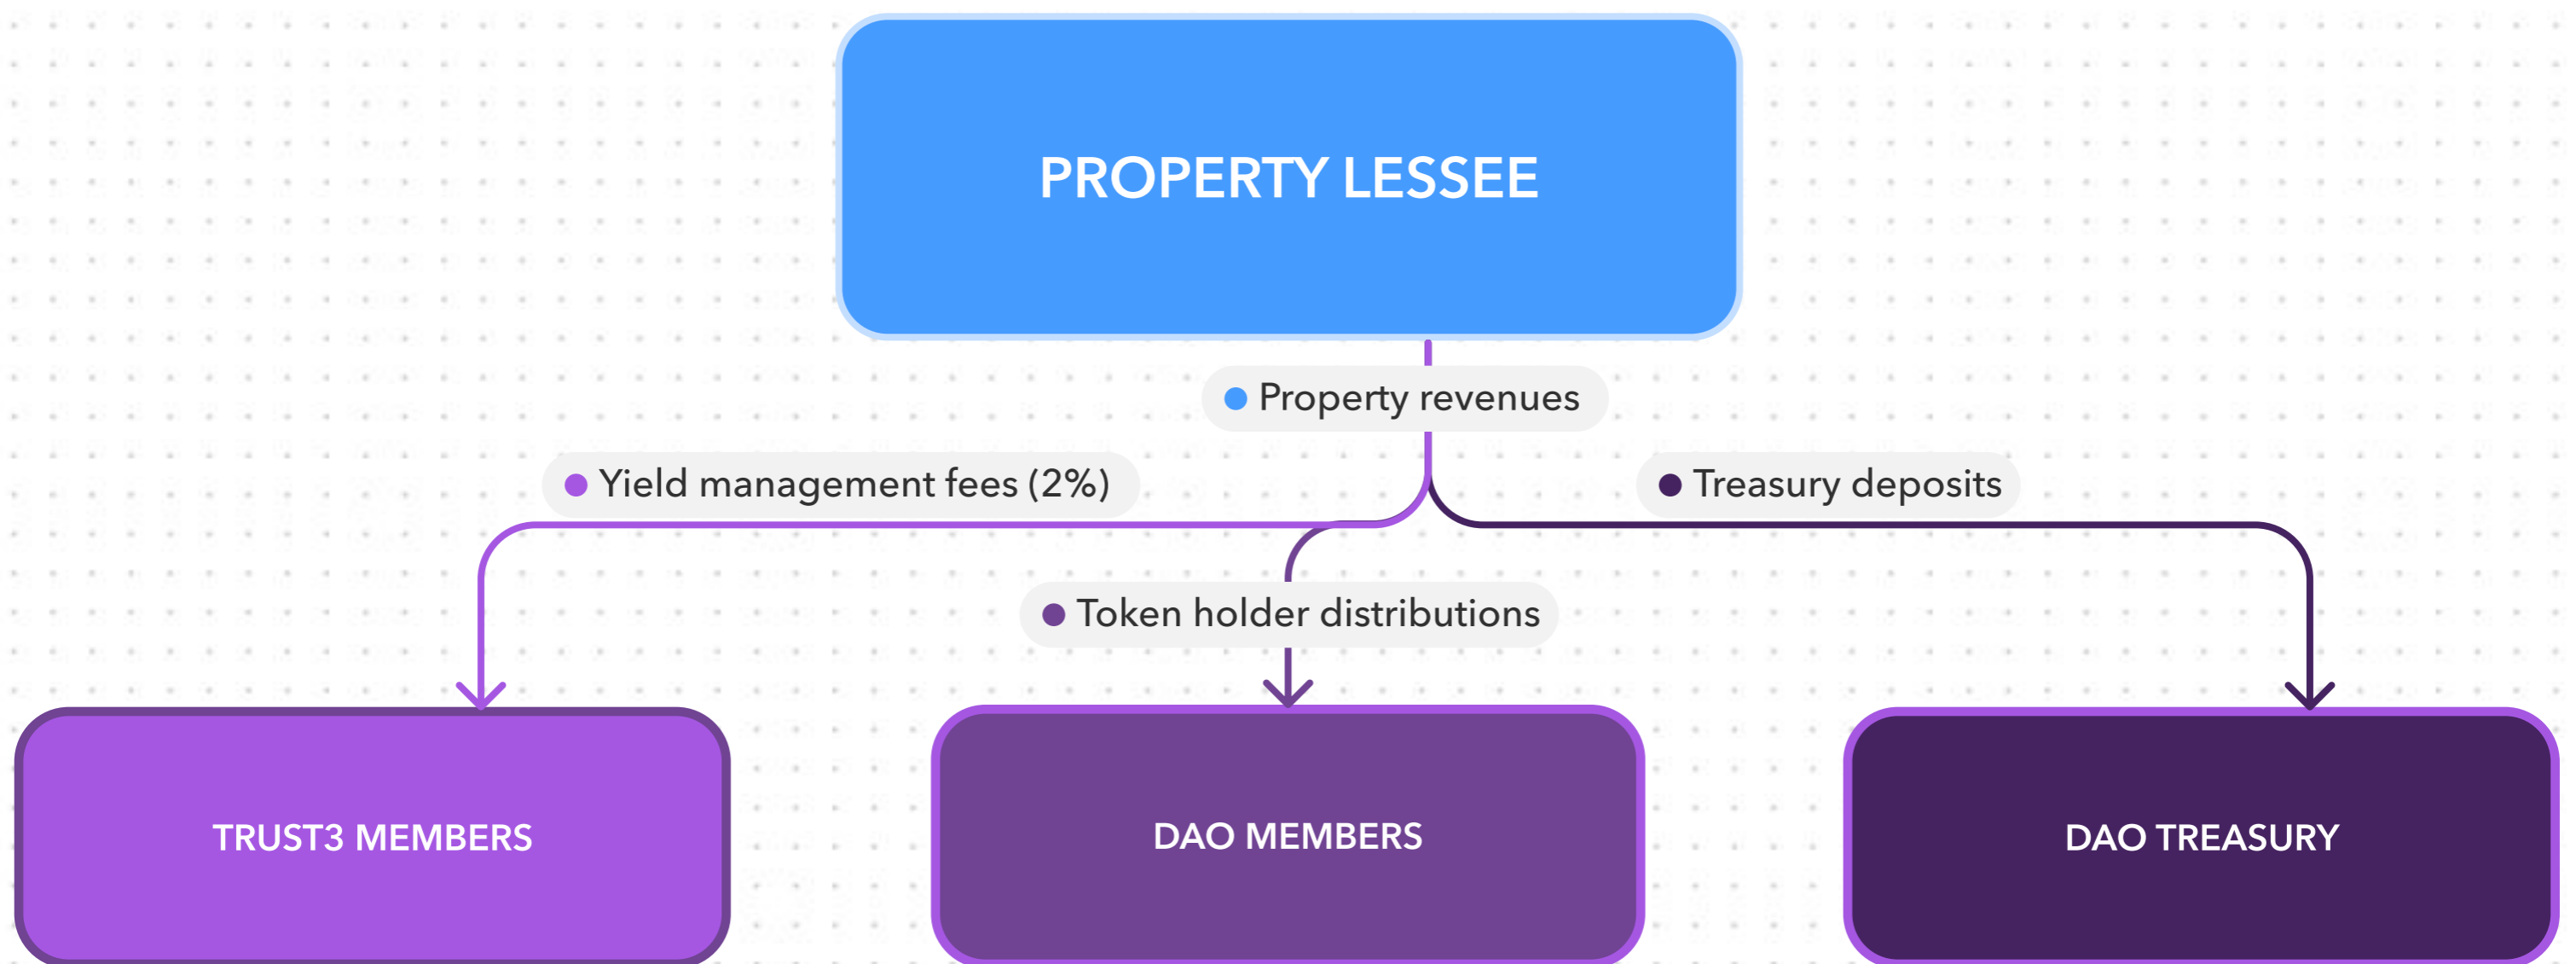 PROPERTY LESSEE
Property revenues
Yield management fees (2%)
Treasury deposits
Token holder distributions
TRUST3 MEMBERS
DAO MEMBERS
DAO TREASURY